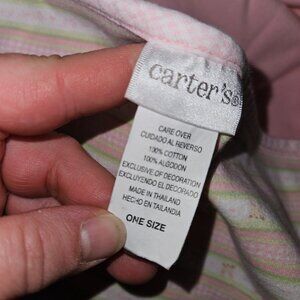 carter's®
CARE OVER
CUIDADO AL REVERSO
100% COTTON
100% ALGODON
EXCLUSIVE OF DECORATION
EXCLUYENDO EL DECORADO
MADE IN THAILAND
HECHO EN TAILANDIA
ONE SIZE